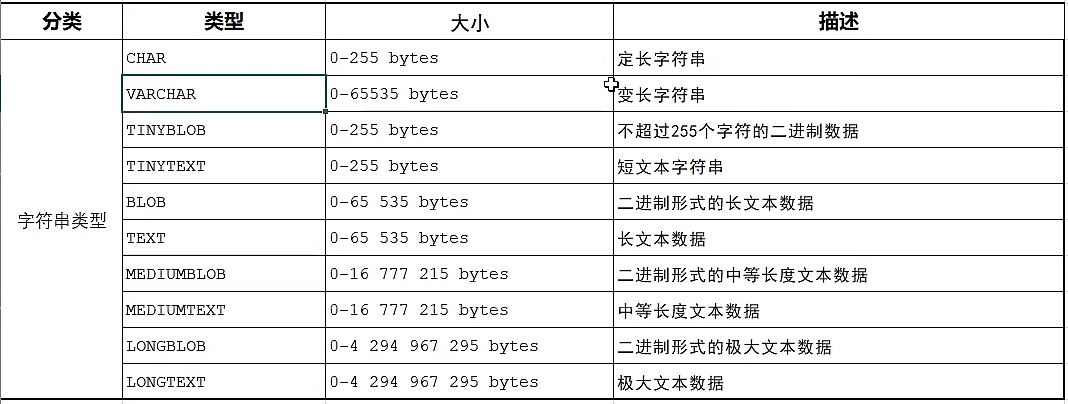 分类 类型 大小 描述
字符串类型
CHAR 0-255 bytes 定长字符串
VARCHAR 0-65535 bytes 变长字符串
TINYBLOB 0-255 bytes 不超过255个字符的二进制数据
TINYTEXT 0-255 bytes 短文本字符串
BLOB 0-65 535 bytes 二进制形式的长文本数据
TEXT 0-65 535 bytes 长文本数据
MEDIUMBLOB 0-16 777 215 bytes 二进制形式的中等长度文本数据
MEDIUMTEXT 0-16 777 215 bytes 中等长度文本数据
LONGBLOB 0-4 294 967 295 bytes 二进制形式的极大文本数据
LONGTEXT 0-4 294 967 295 bytes 极大文本数据